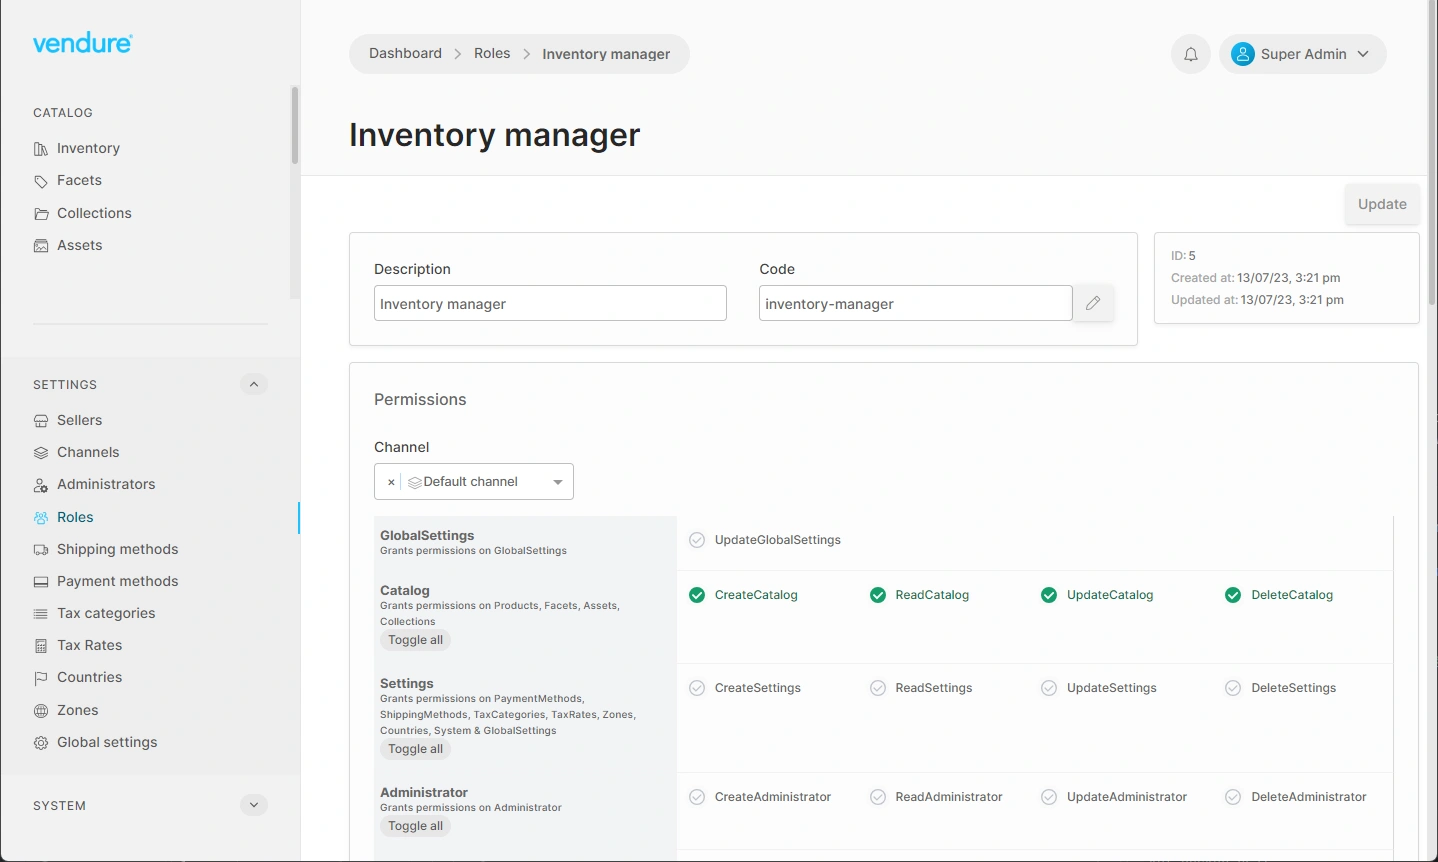 vendure
Dashboard > Roles > Inventory manager
Super Admin
CATALOG
Inventory
Facets
Collections
Assets
SETTINGS
Sellers
Channels
Administrators
Roles
Shipping methods
Payment methods
Tax categories
Tax Rates
Countries
Zones
Global settings
SYSTEM
Inventory manager
Update
Description
Inventory manager
Code
inventory-manager
ID: 5
Created at: 13/07/23, 3:21 pm
Updated at: 13/07/23, 3:21 pm
Permissions
Channel
× Default channel
GlobalSettings
Grants permissions on GlobalSettings
UpdateGlobalSettings
Catalog
Grants permissions on Products, Facets, Assets,
Collections
Toggle all
CreateCatalog ReadCatalog UpdateCatalog DeleteCatalog
Settings
Grants permissions on PaymentMethods,
ShippingMethods, TaxCategories, TaxRates, Zones,
Countries, System & GlobalSettings
Toggle all
CreateSettings ReadSettings UpdateSettings DeleteSettings
Administrator
Grants permissions on Administrator
Toggle all
CreateAdministrator ReadAdministrator UpdateAdministrator DeleteAdministrator